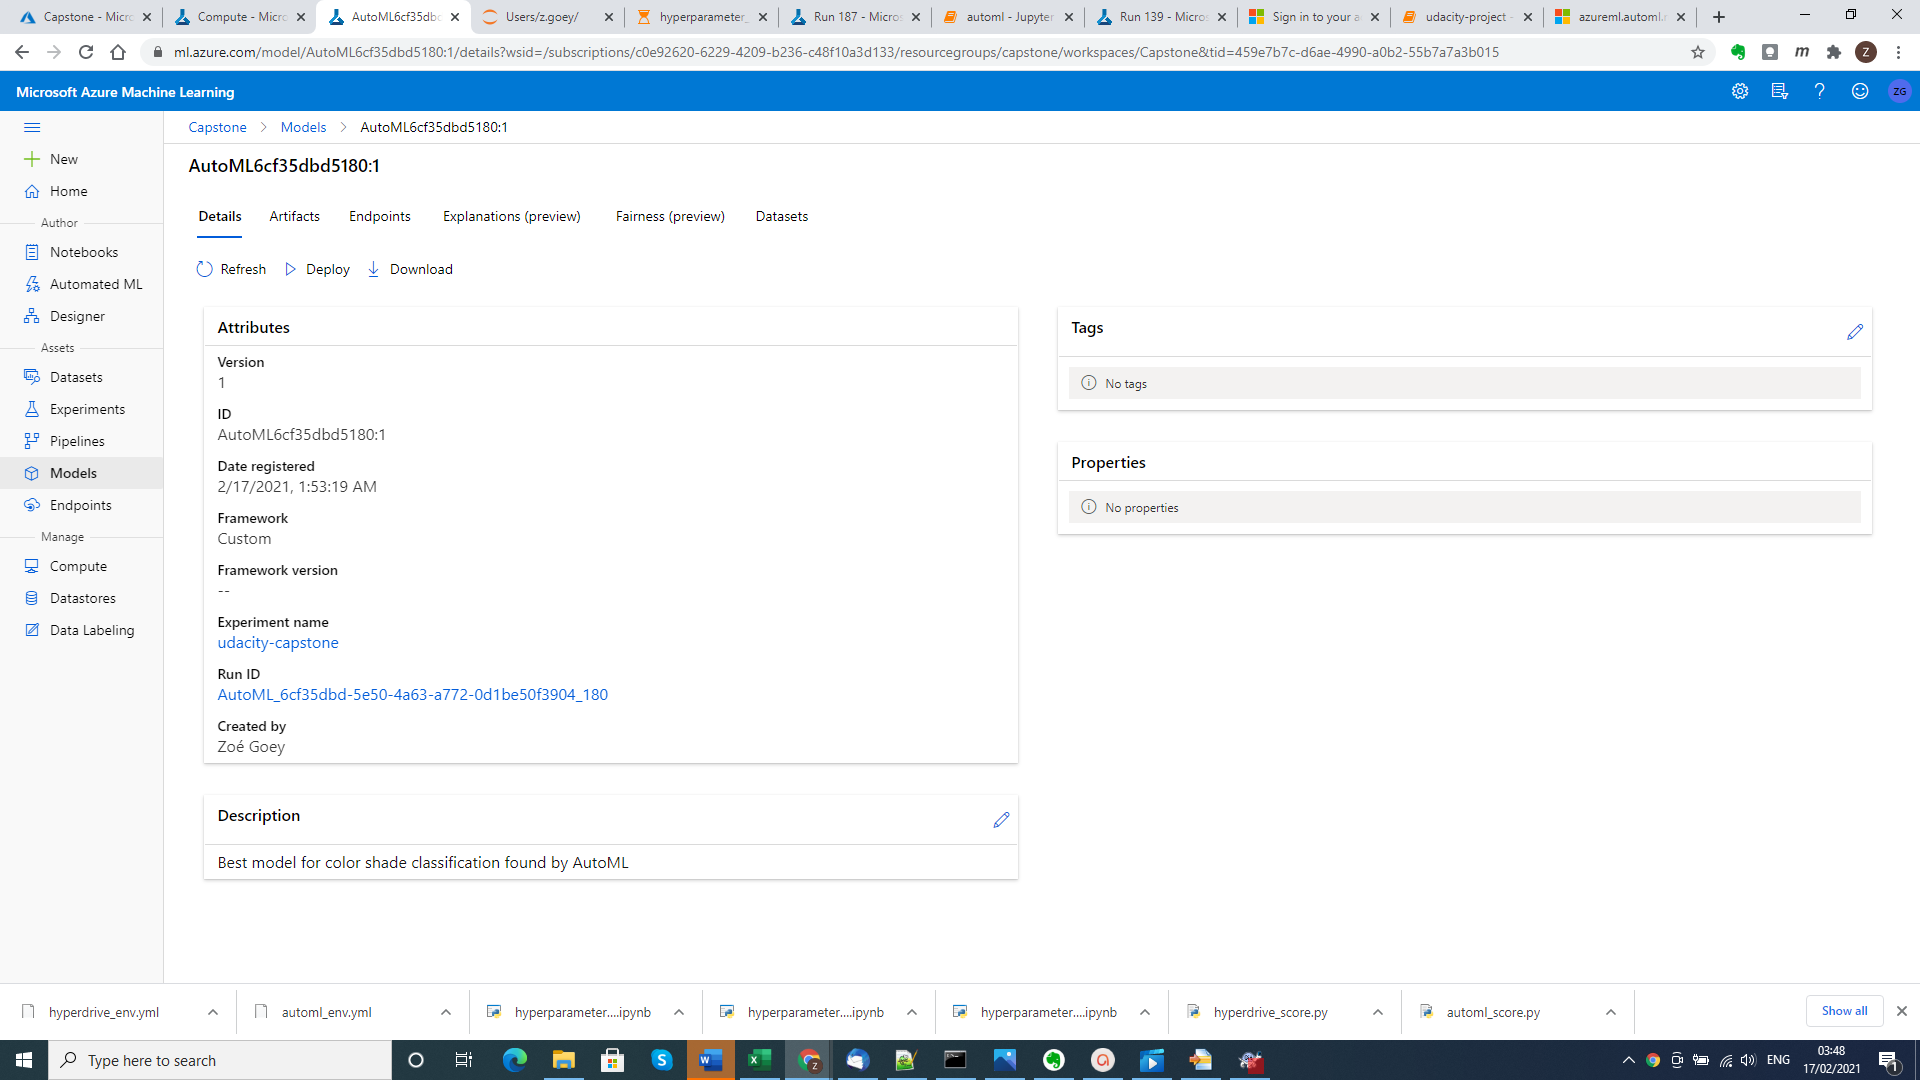 Capstone - Micro
Compute - Micro
AutoML6cf35dbd
Users/z.goey/
hyperparameter_
Run 187 - Micros
automl - Jupyter
Run 139 - Micros
Sign in to your a
udacity-project -
azureml.automl.r
ml.azure.com/model/AutoML6cf35dbd5180:1/details?wsid=/subscriptions/c0e92620-6229-4209-b236-c48f10a3d133/resourcegroups/capstone/workspaces/Capstone&tid=459e7b7c-d6ae-4990-a0b2-55b7a7a3b015
m
Z
Microsoft Azure Machine Learning
ZG
Capstone > Models > AutoML6cf35dbd5180:1
New
Home
Author
Notebooks
Automated ML
Designer
Assets
Datasets
Experiments
Pipelines
Models
Endpoints
Manage
Compute
Datastores
Data Labeling
AutoML6cf35dbd5180:1
Details Artifacts Endpoints Explanations (preview) Fairness (preview) Datasets
Refresh Deploy Download
Attributes
Version
1
ID
AutoML6cf35dbd5180:1
Date registered
2/17/2021, 1:53:19 AM
Framework
Custom
Framework version
--
Experiment name
udacity-capstone
Run ID
AutoML_6cf35dbd-5e50-4a63-a772-0d1be50f3904_180
Created by
Zoé Goey
Description
Best model for color shade classification found by AutoML
Tags
No tags
Properties
No properties
hyperdrive_env.yml
automl_env.yml
hyperparameter....ipynb
hyperparameter....ipynb
hyperparameter....ipynb
hyperdrive_score.py
automl_score.py
Show all
Type here to search
ENG
03:48
17/02/2021
1